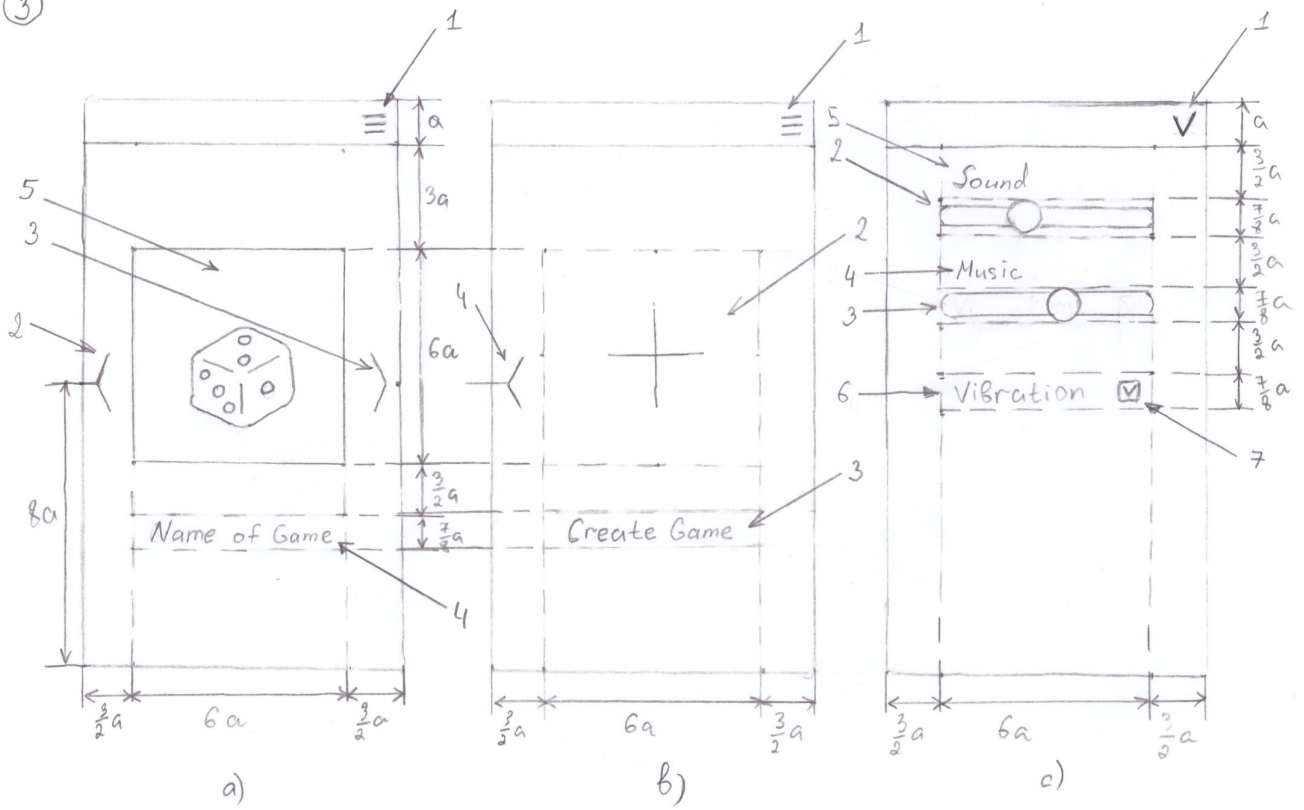 3
1
1
1
a
a
5
2
3a
3/2 a
Sound
7/8 a
5
3
2
3/2 a
4
Music
4
3
7/8 a
2
6a
3/2 a
6
Vibration
7/8 a
7
3/2 a
3
8a
Name of Game
7/8 a
Create Game
4
3/2 a
6a
3/2 a
3/2 a
6a
3/2 a
3/2 a
6a
3/2 a
a)
b)
c)